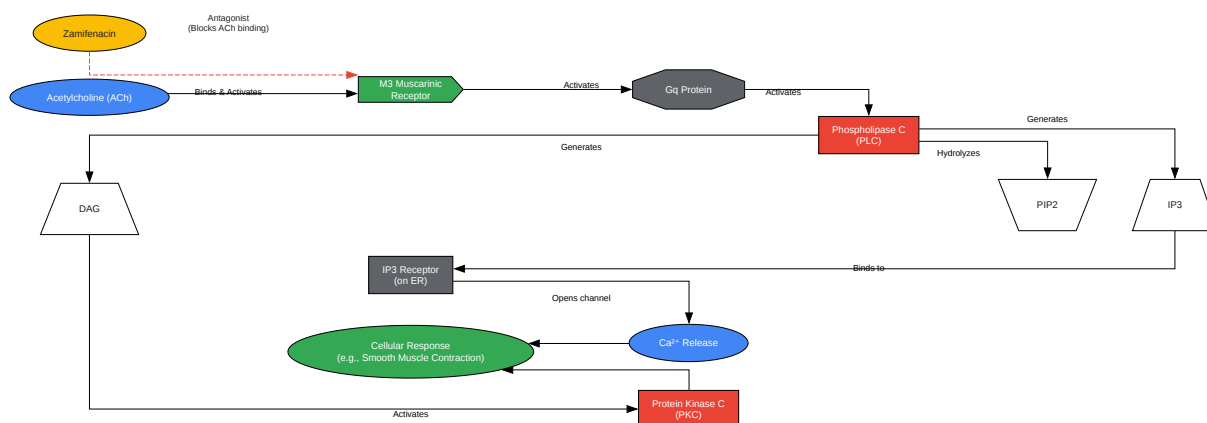 Antagonist
(Blocks ACh binding)
Zamifenacin
Acetylcholine (ACh)
Binds & Activates
M3 Muscarinic
Receptor
Activates
Gq Protein
Activates
Phospholipase C
(PLC)
Generates
Hydrolyzes
Generates
DAG
PIP2
IP3
IP3 Receptor
(on ER)
Binds to
Opens channel
Cellular Response
(e.g., Smooth Muscle Contraction)
Ca²⁺ Release
Protein Kinase C
(PKC)
Activates